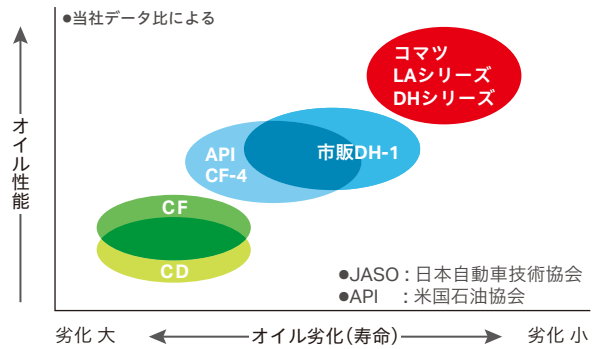 ●当社データ比による
コマツ
LAシリーズ
DHシリーズ
オイル性能
API
CF-4
市販DH-1
CF
CD
●JASO：日本自動車技術協会
●API　：米国石油協会
劣化 大
オイル劣化（寿命）
劣化 小